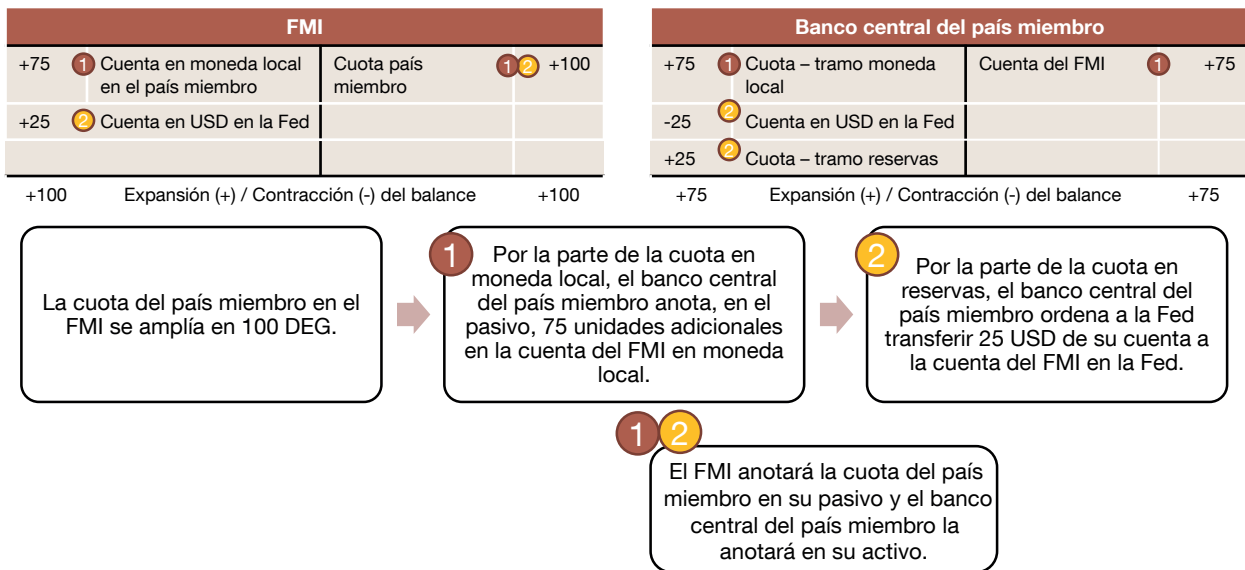 FMI
+75 1 Cuenta en moneda local Cuota país 1 2 +100
en el país miembro miembro
+25 2 Cuenta en USD en la Fed
+100 Expansión (+) / Contracción (-) del balance +100
Banco central del país miembro
+75 1 Cuota – tramo moneda Cuenta del FMI 1 +75
local
-25 2 Cuenta en USD en la Fed
+25 2 Cuota – tramo reservas
+75 Expansión (+) / Contracción (-) del balance +75
La cuota del país miembro en el
FMI se amplía en 100 DEG.
1
Por la parte de la cuota en
moneda local, el banco central
del país miembro anota, en el
pasivo, 75 unidades adicionales
en la cuenta del FMI en moneda
local.
2
Por la parte de la cuota en
reservas, el banco central del
país miembro ordena a la Fed
transferir 25 USD de su cuenta a
la cuenta del FMI en la Fed.
1 2
El FMI anotará la cuota del país
miembro en su pasivo y el banco
central del país miembro la
anotará en su activo.